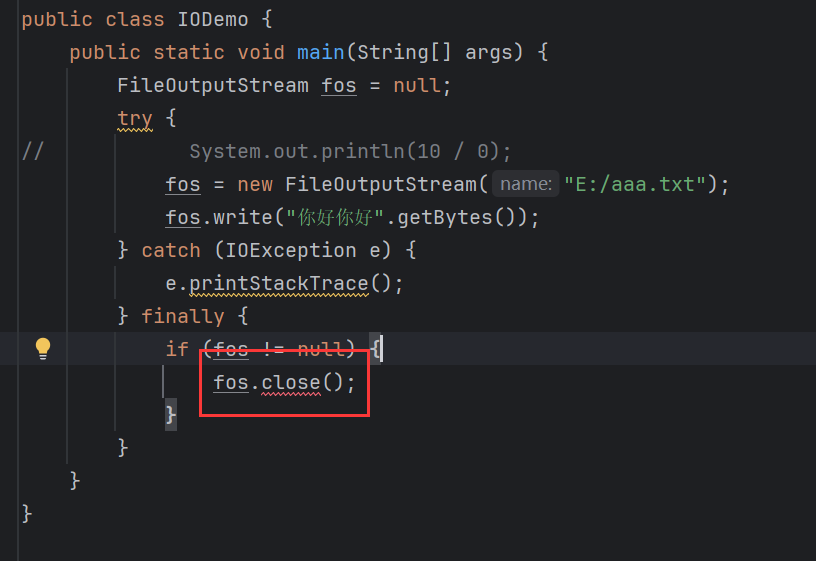 public class IODemo {
    public static void main(String[] args) {
        FileOutputStream fos = null;
        try {
//            System.out.println(10 / 0);
            fos = new FileOutputStream( name: "E:/aaa.txt");
            fos.write("你好你好".getBytes());
        } catch (IOException e) {
            e.printStackTrace();
        } finally {
            if (fos != null) {
                fos.close();
            }
        }
    }
}